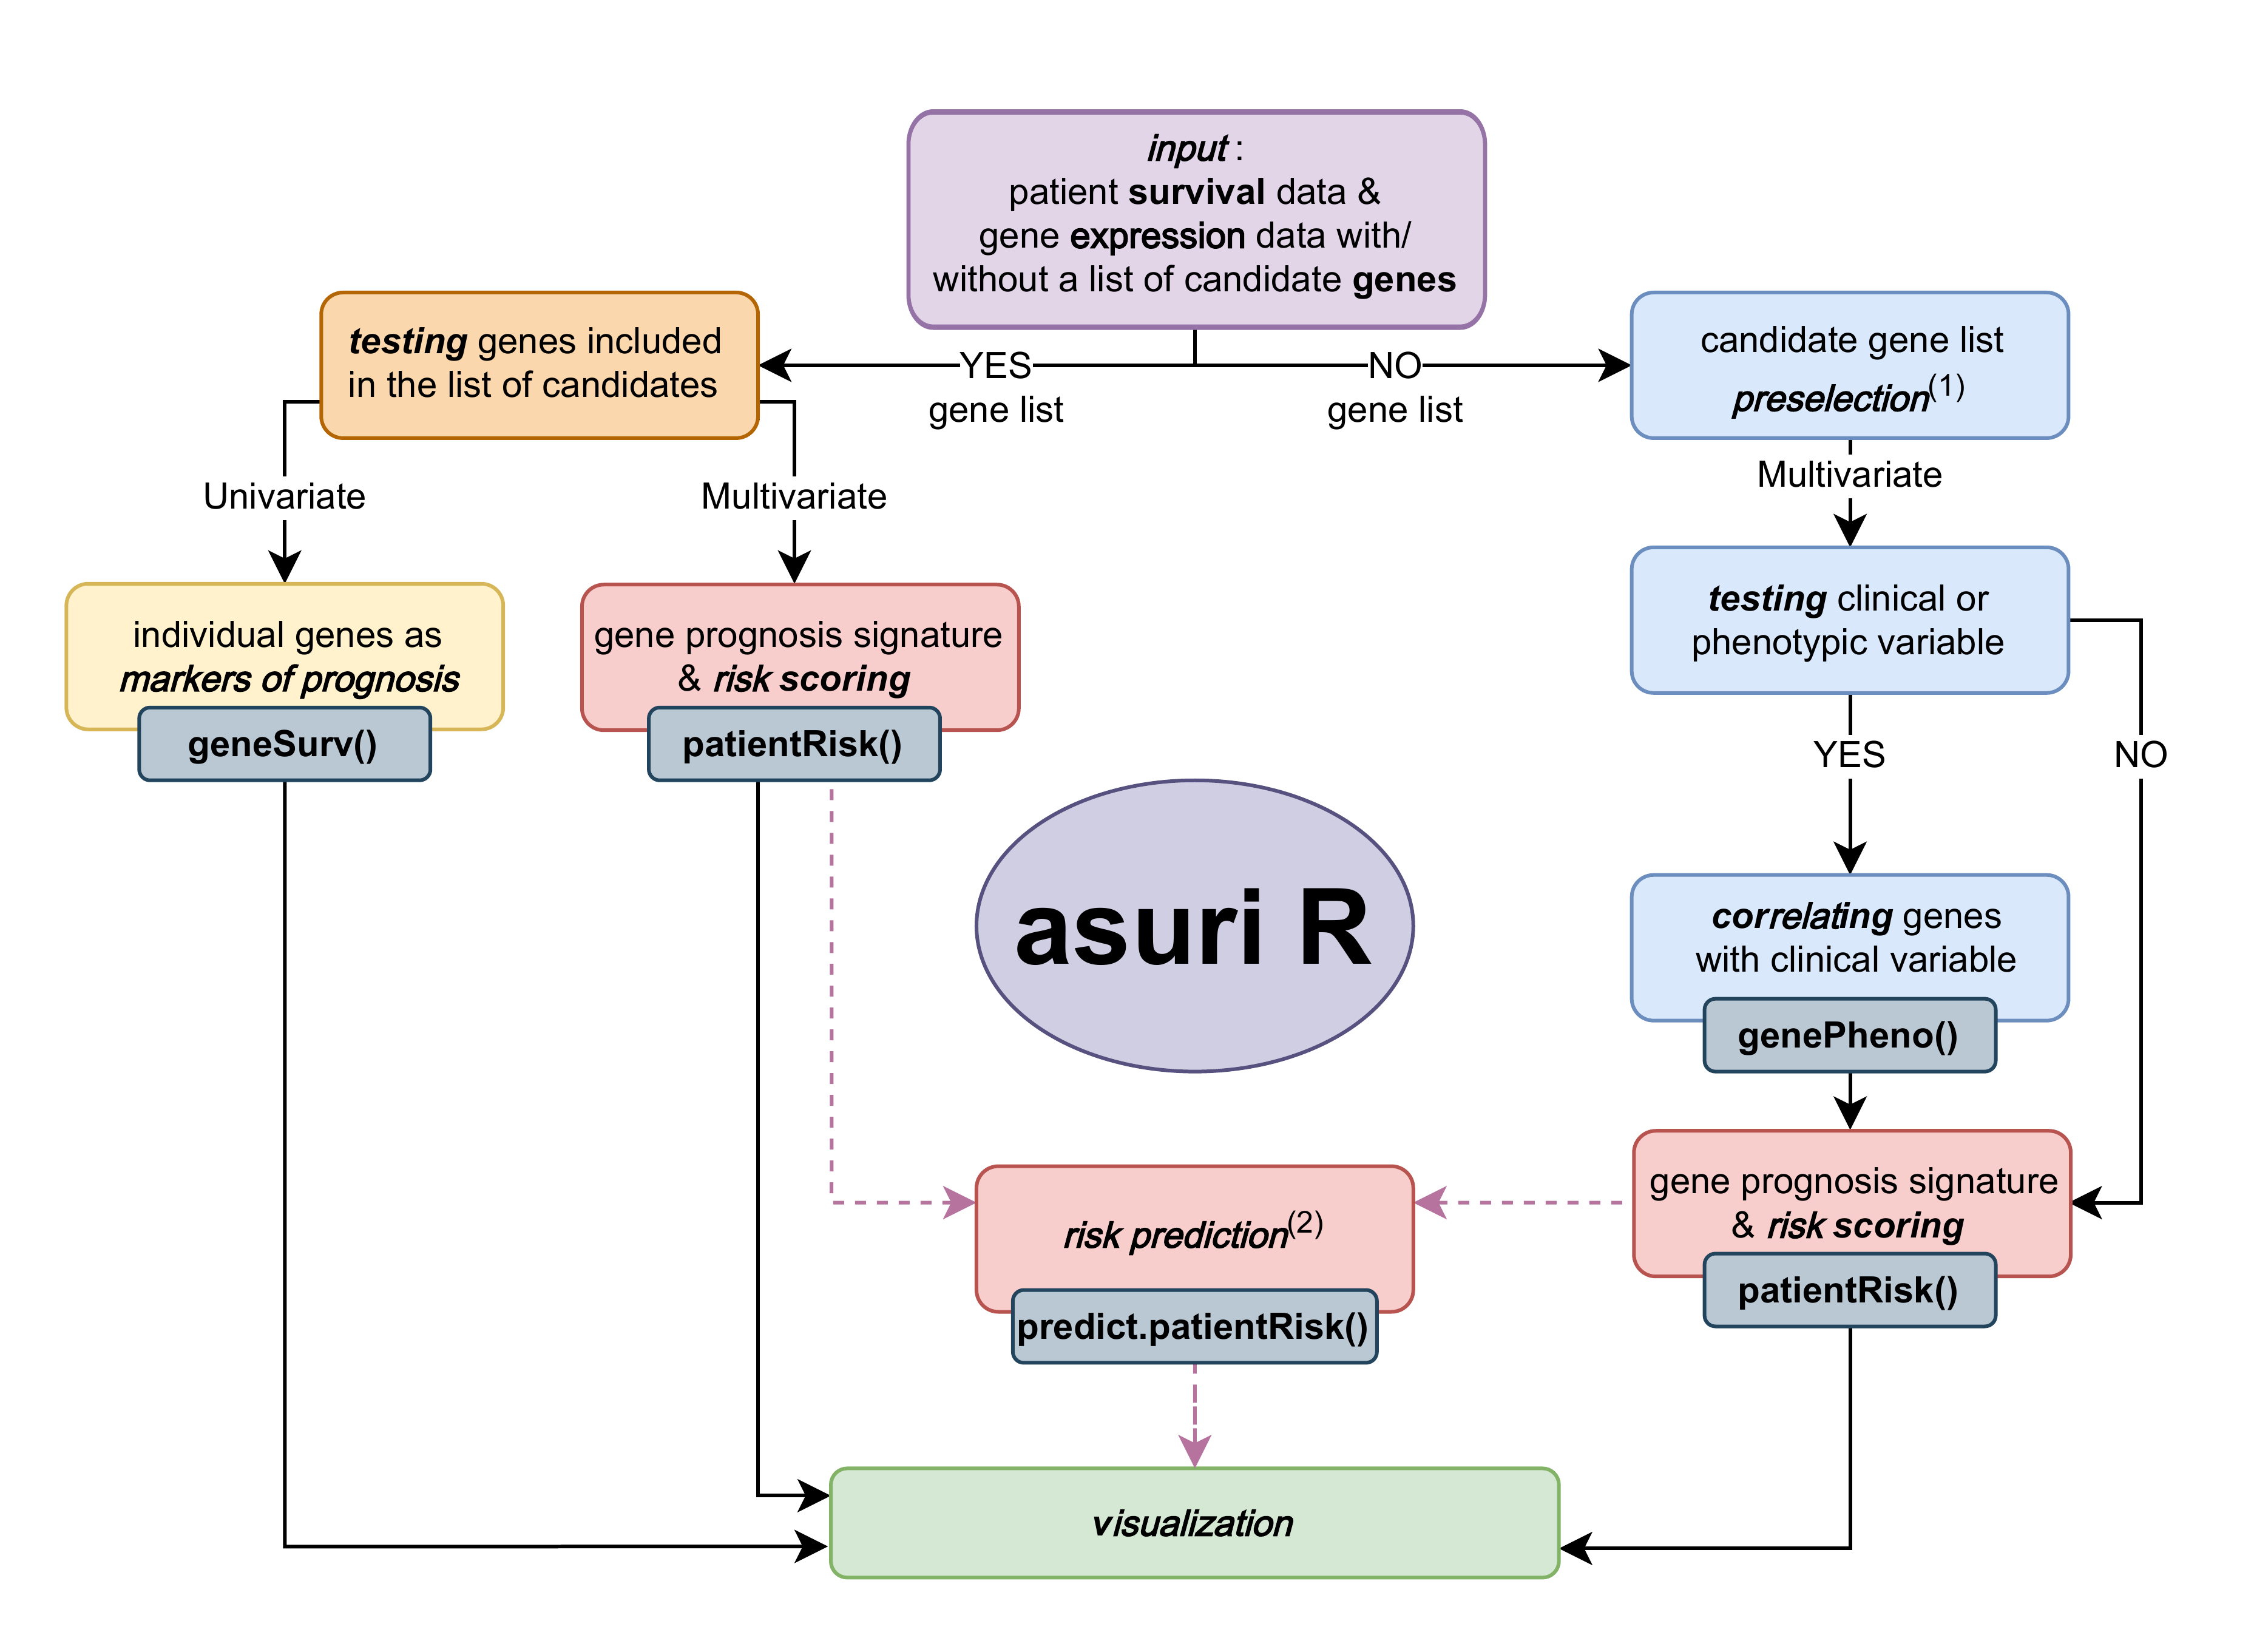 input :
patient survival data &
gene expression data with/
without a list of candidate genes
testing genes included
in the list of candidates
YES
gene list
NO
gene list
candidate gene list
preselection(1)
Univariate
Multivariate
Multivariate
individual genes as
markers of prognosis
geneSurv()
gene prognosis signature
& risk scoring
patientRisk()
testing clinical or
phenotypic variable
YES
NO
asuri R
correlating genes
with clinical variable
genePheno()
risk prediction(2)
predict.patientRisk()
gene prognosis signature
& risk scoring
patientRisk()
visualization